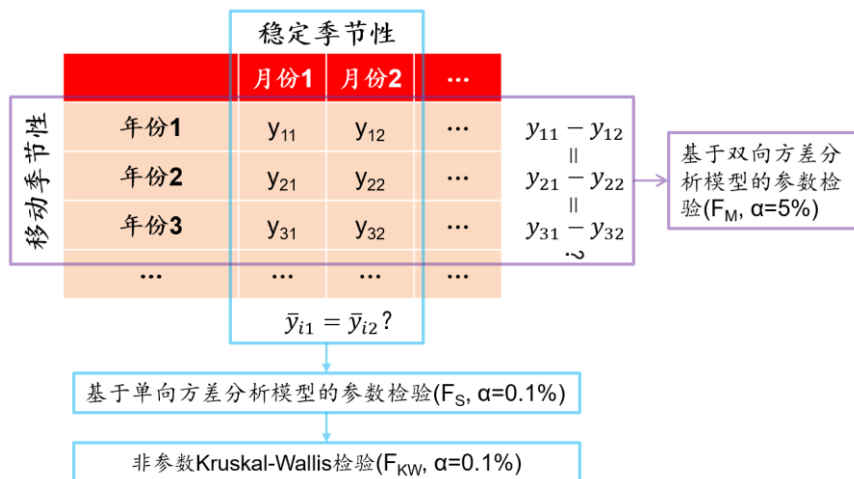 稳定季节性
月份1 月份2 …
移动季节性
年份1 y₁₁ y₁₂ … 𝑦₁₁ − 𝑦₁₂
=
年份2 y₂₁ y₂₂ … 𝑦₂₁ − 𝑦₂₂
=
年份3 y₃₁ y₃₂ … 𝑦₃₁ − 𝑦₃₂
?
… … … …
基于双向方差分
析模型的参数检
验(F_M, α=5%)
ȳᵢ₁ = ȳᵢ₂?
基于单向方差分析模型的参数检验(F_S, α=0.1%)
非参数Kruskal-Wallis检验(F_KW, α=0.1%)